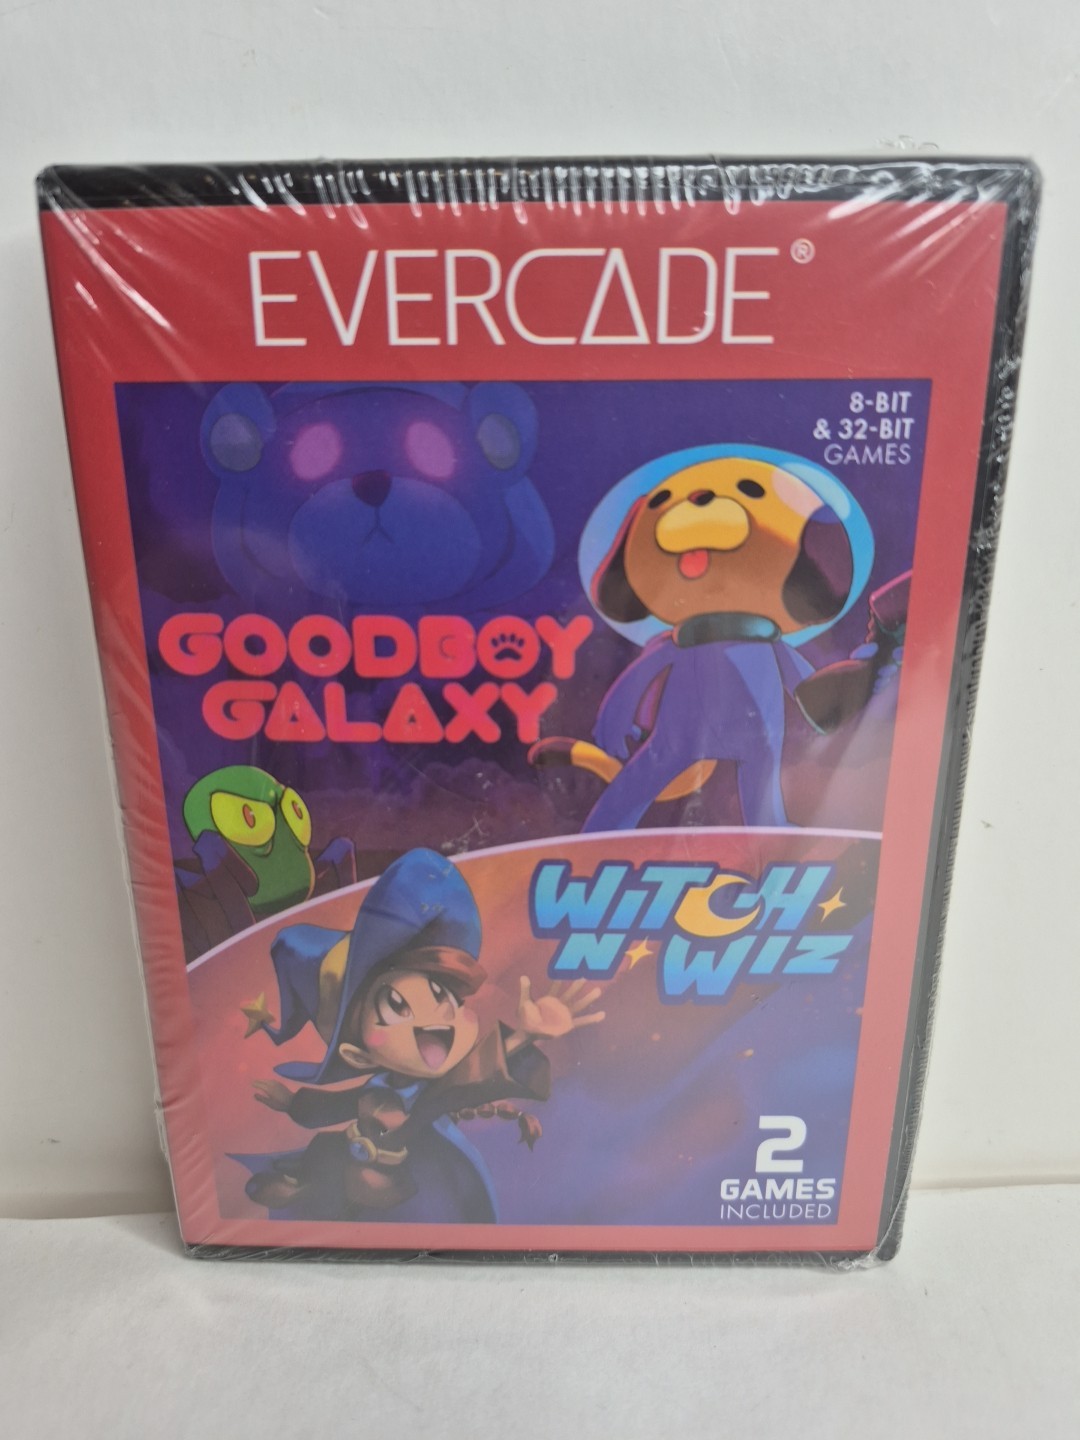 EVERCADE®
8-BIT
& 32-BIT
GAMES
GOODBOY
GALAXY
G G
WITCH
N WIZ
2
GAMES
INCLUDED